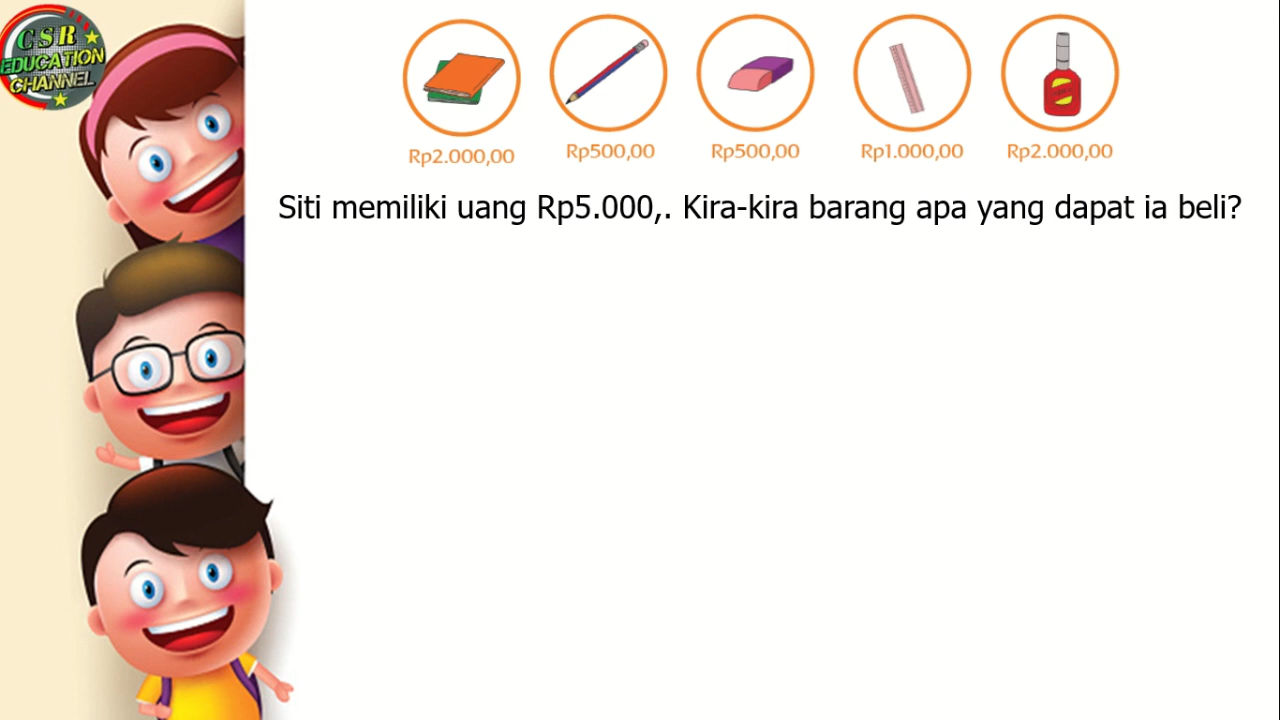 CSR
EDUCATION
CHANNEL
Rp2.000,00 Rp500,00 Rp500,00 Rp1.000,00 Rp2.000,00
Siti memiliki uang Rp5.000,. Kira-kira barang apa yang dapat ia beli?